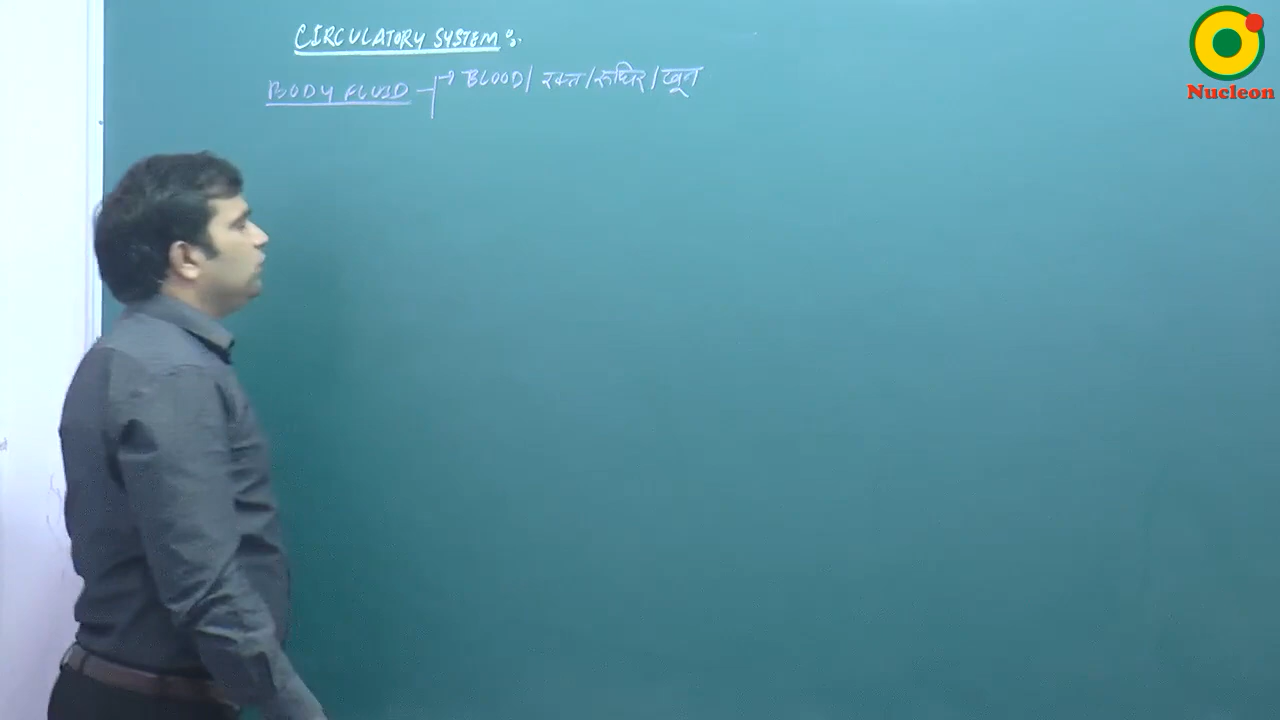 CIRCULATORY SYSTEM :
BODY FLUID → BLOOD / रक्त / रूधिर / खून
Nucleon